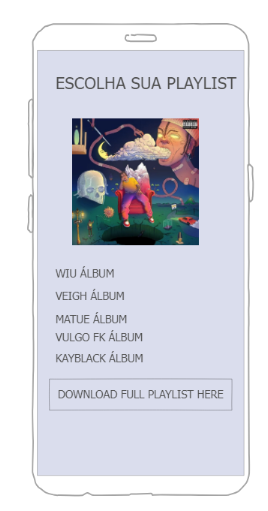 ESCOLHA SUA PLAYLIST
WIU ÁLBUM
VEIGH ÁLBUM
MATUE ÁLBUM
VULGO FK ÁLBUM
KAYBLACK ÁLBUM
DOWNLOAD FULL PLAYLIST HERE